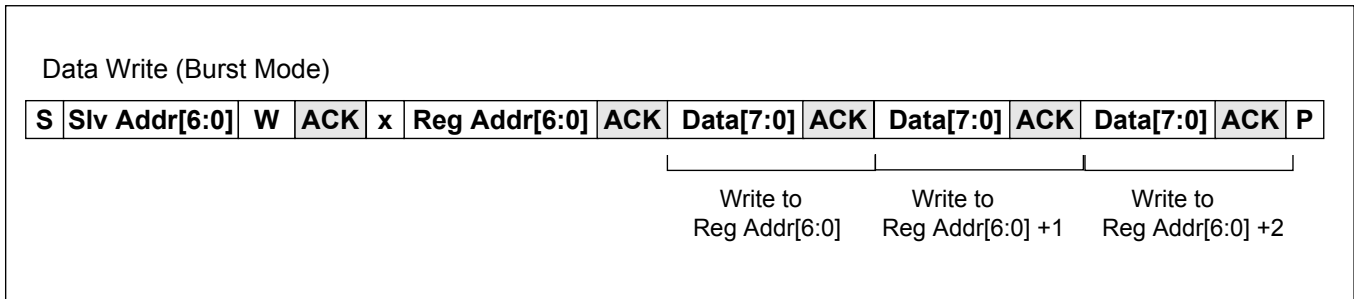 Data Write (Burst Mode)
S Slv Addr[6:0] W ACK x Reg Addr[6:0] ACK Data[7:0] ACK Data[7:0] ACK Data[7:0] ACK P
Write to Write to Write to
Reg Addr[6:0] Reg Addr[6:0] +1 Reg Addr[6:0] +2